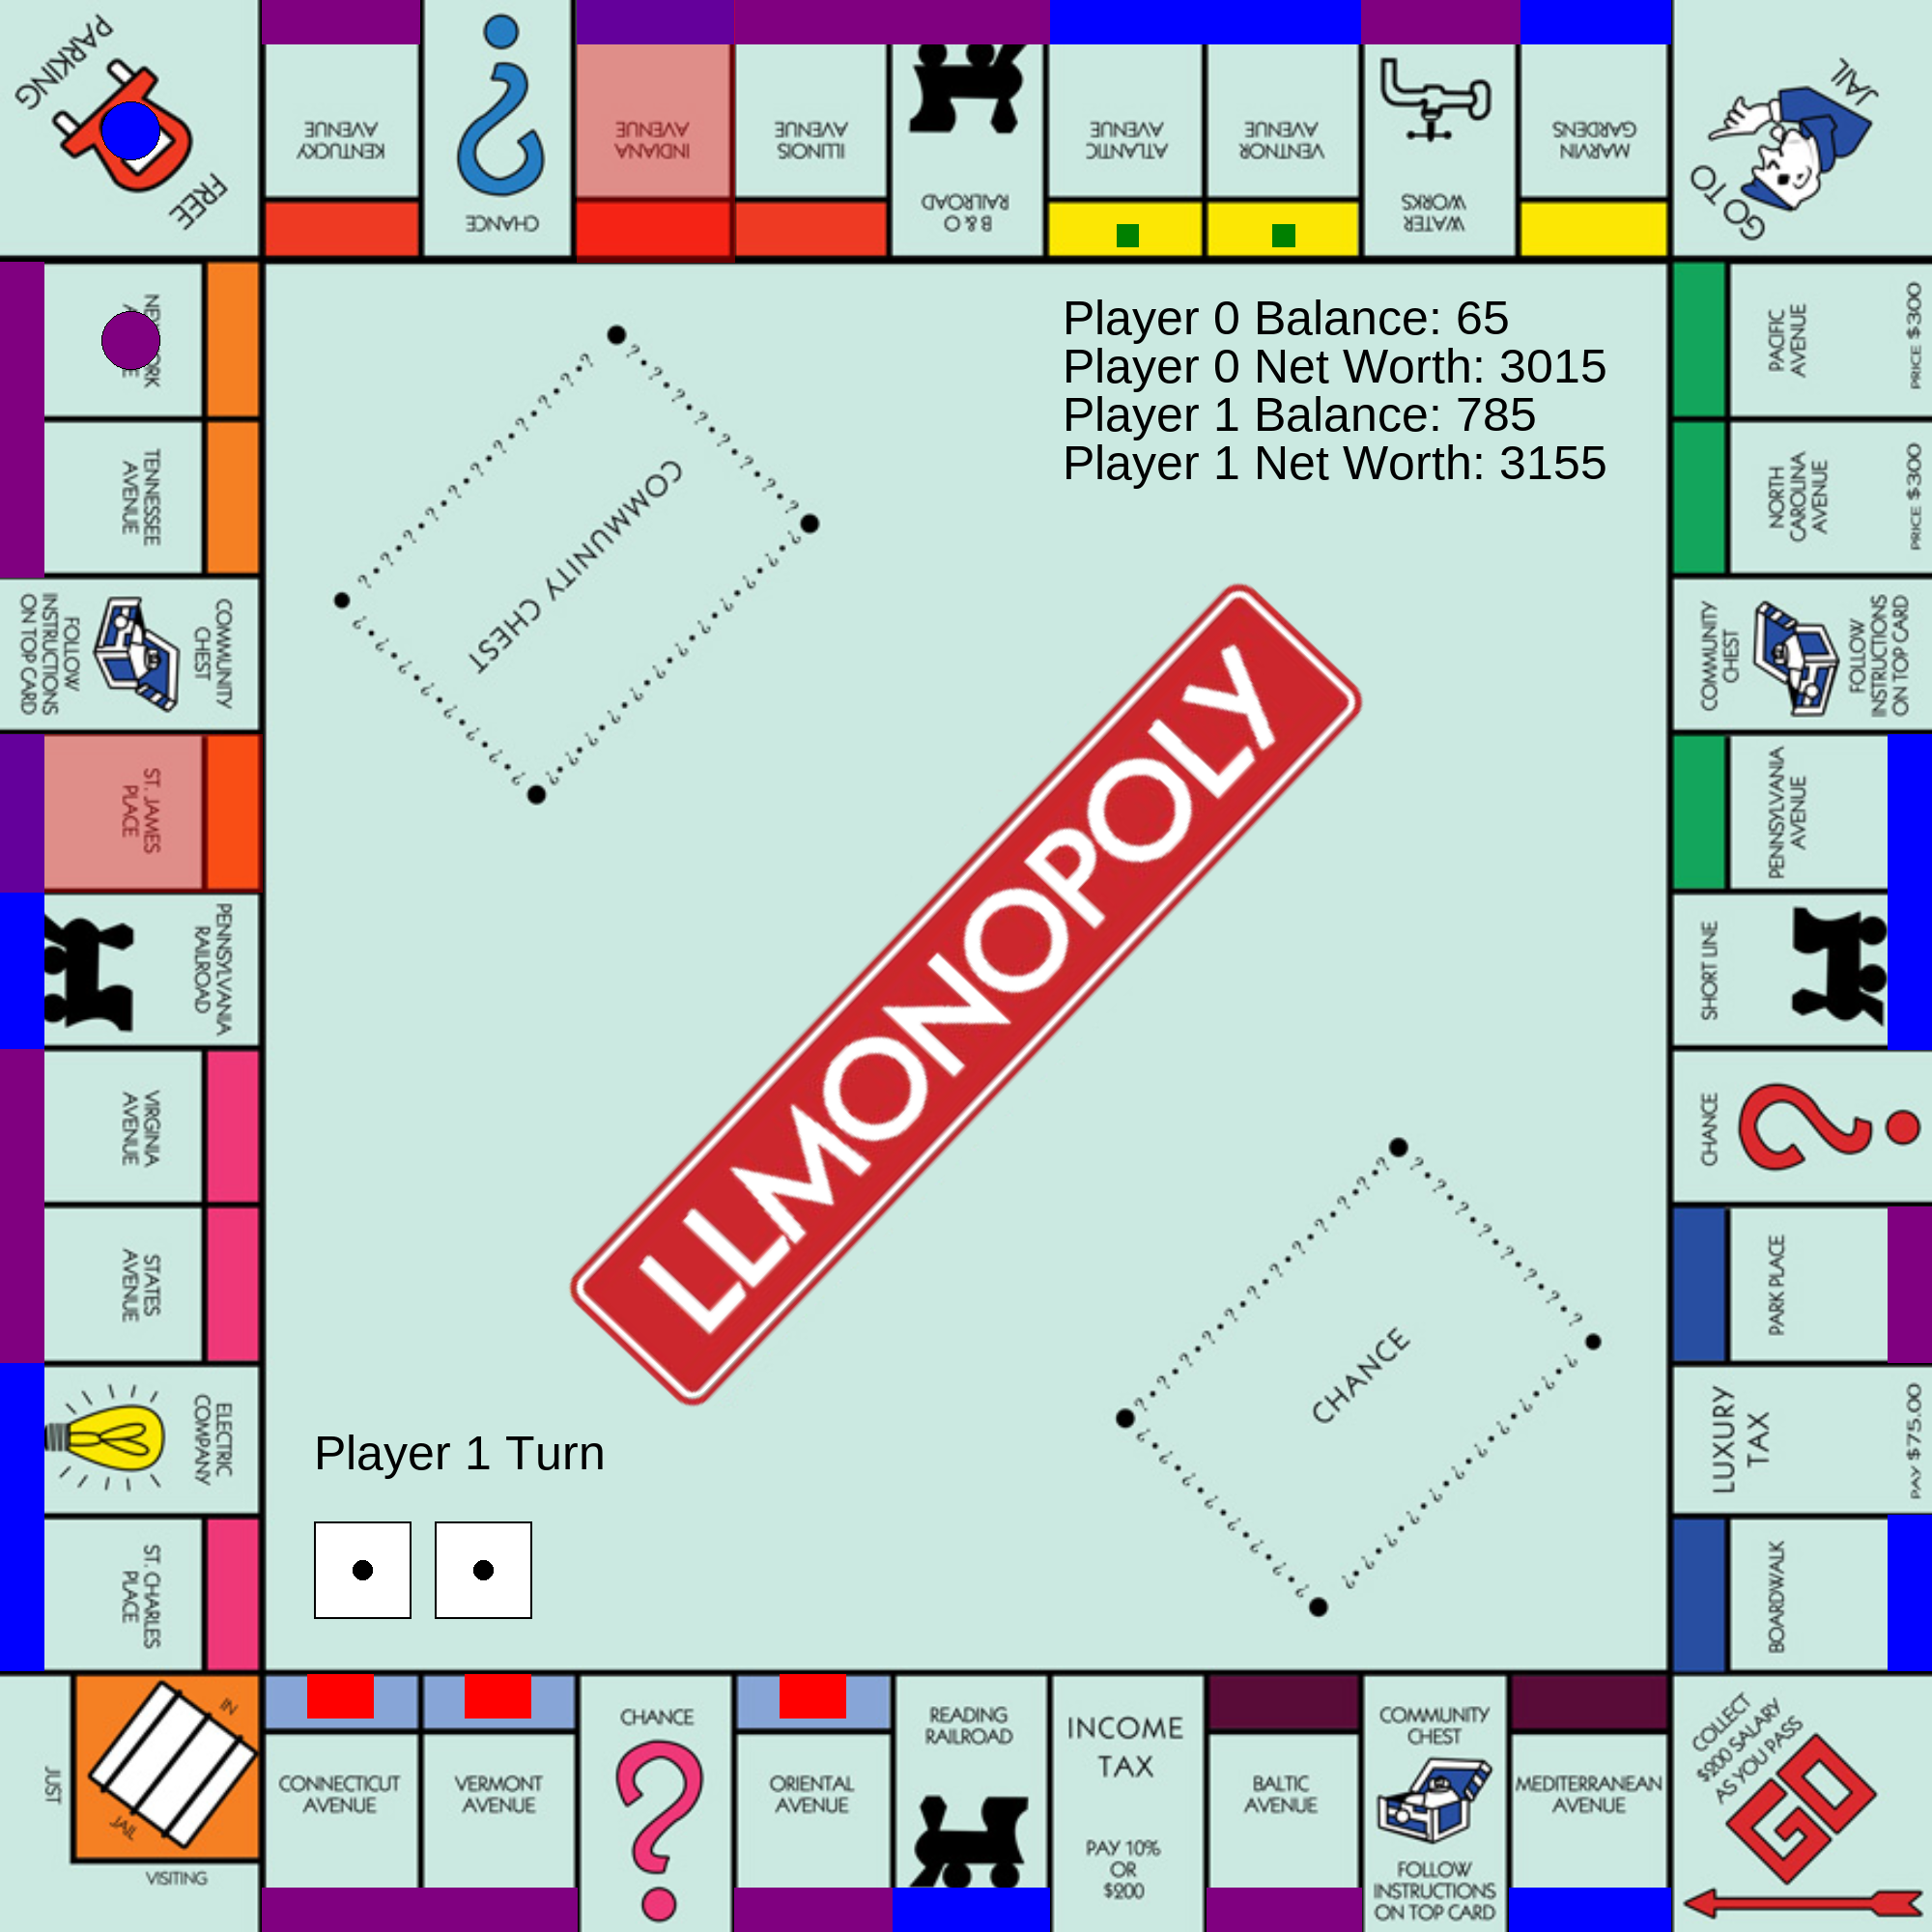 PARKING
FREE
KENTUCKY
AVENUE
CHANCE
INDIANA
AVENUE
ILLINOIS
AVENUE
B & O
RAILROAD
ATLANTIC
AVENUE
VENTNOR
AVENUE
WATER
WORKS
MARVIN
GARDENS
GO TO
JAIL
TENNESSEE
AVENUE
COMMUNITY
CHEST
FOLLOW
INSTRUCTIONS
ON TOP CARD
ST. JAMES
PLACE
PENNSYLVANIA
RAILROAD
VIRGINIA
AVENUE
STATES
AVENUE
ELECTRIC
COMPANY
ST. CHARLES
PLACE
COMMUNITY CHEST
Player 0 Balance: 65
Player 0 Net Worth: 3015
Player 1 Balance: 785
Player 1 Net Worth: 3155
LLMONOPOLY
CHANCE
Player 1 Turn
PACIFIC
AVENUE
PRICE $300
NORTH
CAROLINA
AVENUE
PRICE $300
COMMUNITY
CHEST
FOLLOW
INSTRUCTIONS
ON TOP CARD
PENNSYLVANIA
AVENUE
SHORT LINE
CHANCE
PARK PLACE
LUXURY
TAX
PAY $75.00
BOARDWALK
JUST
VISITING
IN
JAIL
CONNECTICUT
AVENUE
VERMONT
AVENUE
CHANCE
ORIENTAL
AVENUE
READING
RAILROAD
INCOME
TAX
PAY 10%
OR
$200
BALTIC
AVENUE
COMMUNITY
CHEST
FOLLOW
INSTRUCTIONS
ON TOP CARD
MEDITERRANEAN
AVENUE
COLLECT
$200 SALARY
AS YOU PASS
GO